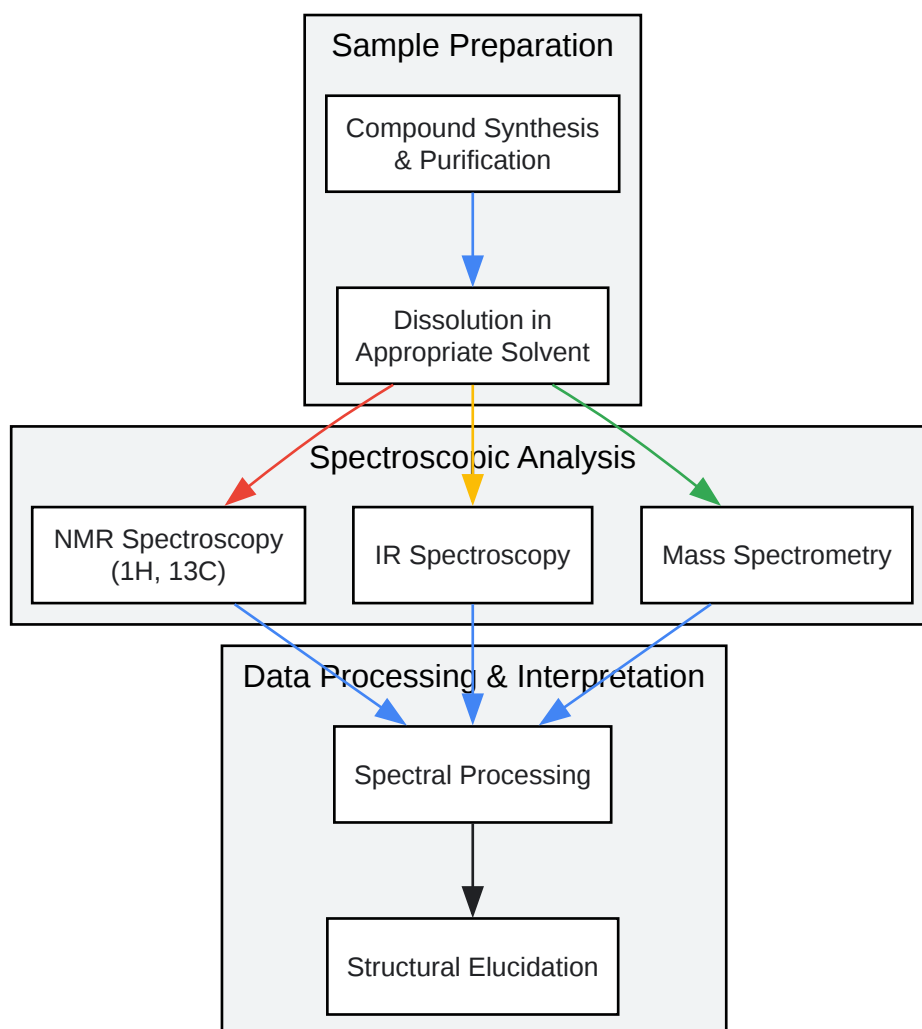 Sample Preparation
Compound Synthesis
& Purification
Dissolution in
Appropriate Solvent
Spectroscopic Analysis
NMR Spectroscopy
(1H, 13C)
IR Spectroscopy
Mass Spectrometry
Data Processing & Interpretation
Spectral Processing
Structural Elucidation